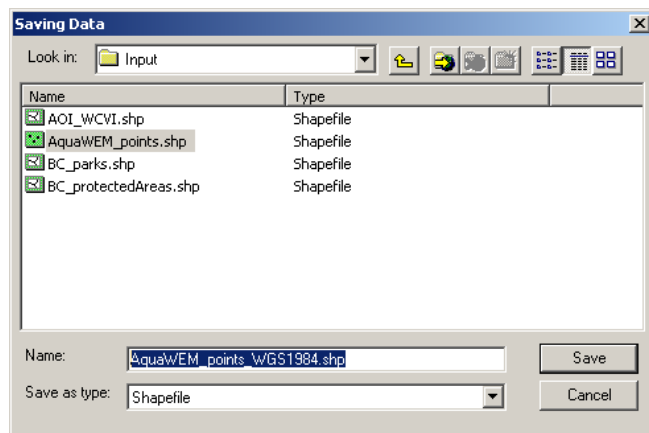 Saving Data
Look in: Input
Name Type
AOI_WCVI.shp Shapefile
AquaWEM_points.shp Shapefile
BC_parks.shp Shapefile
BC_protectedAreas.shp Shapefile
Name: AquaWEM_points_WGS1984.shp Save
Save as type: Shapefile Cancel